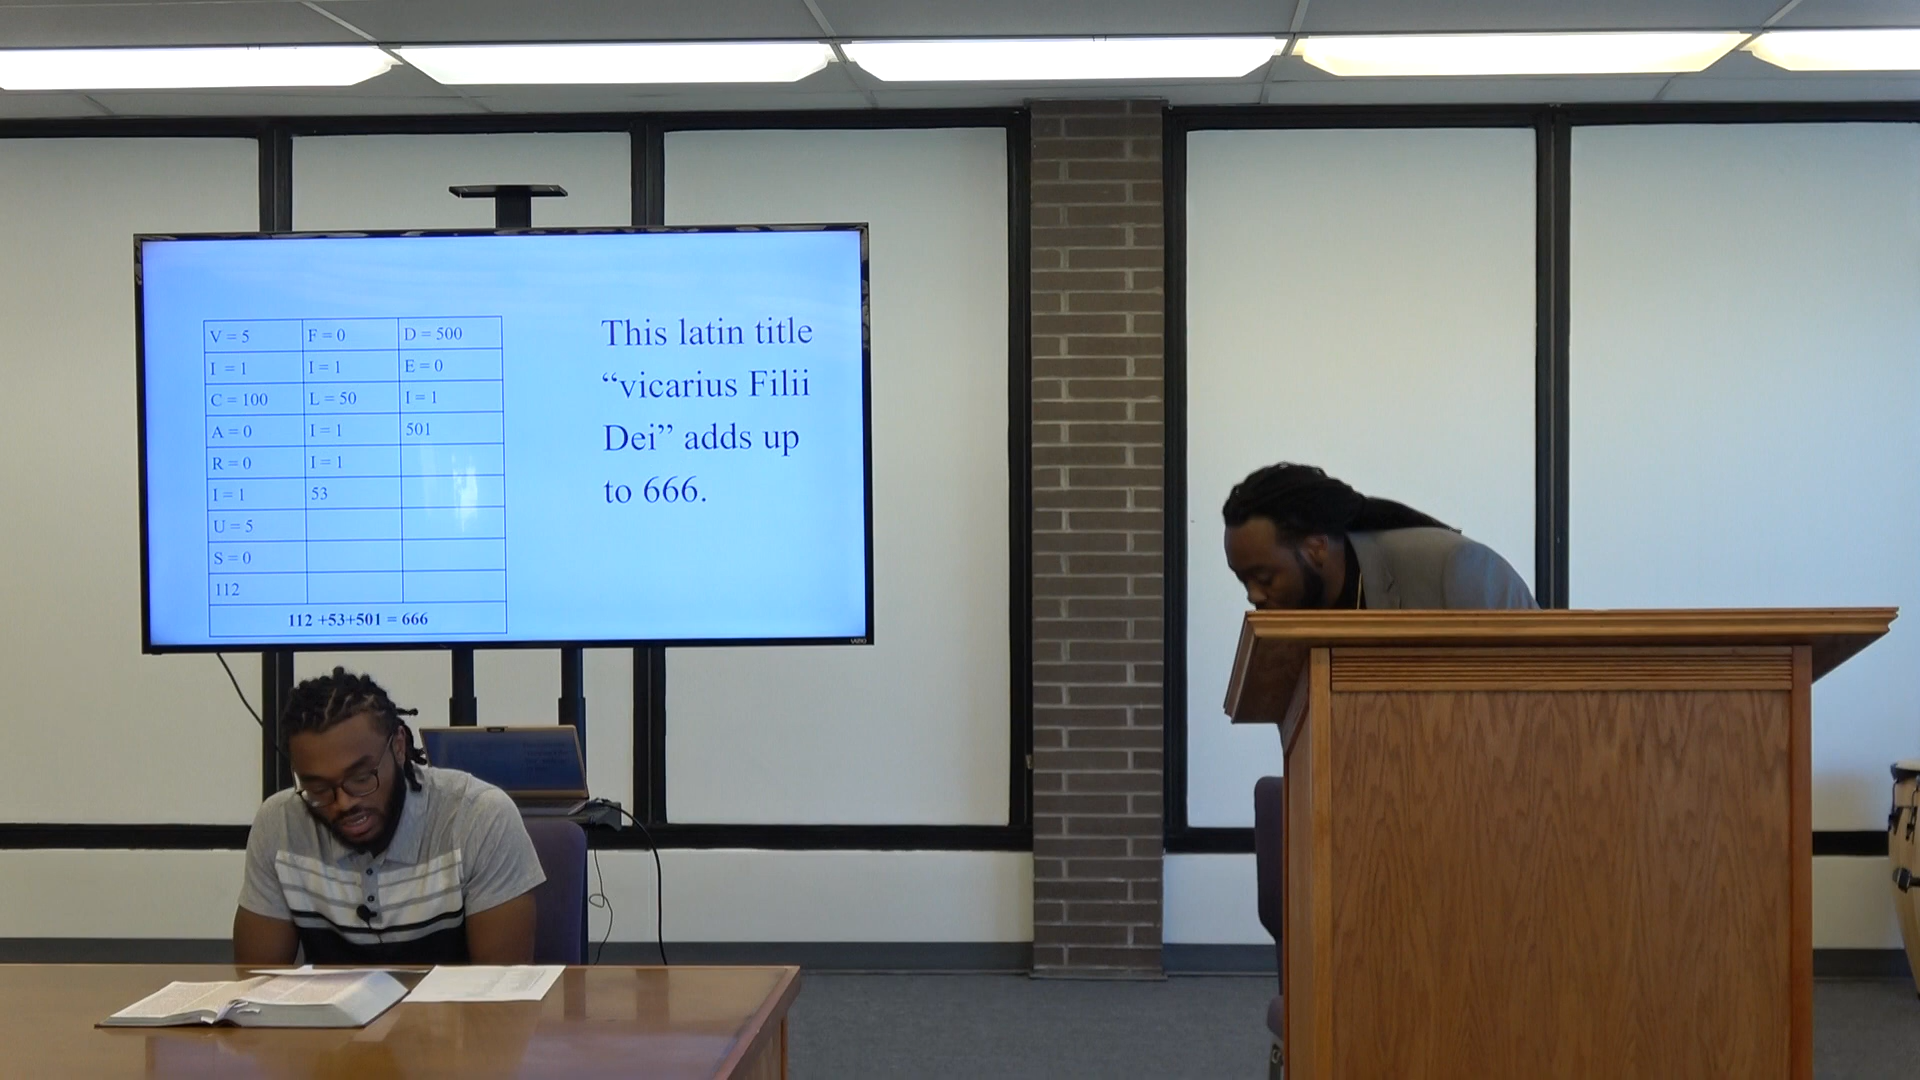 V = 5 F = 0 D = 500
I = 1 I = 1 E = 0
C = 100 L = 50 I = 1
A = 0 I = 1 501
R = 0 I = 1
I = 1 53
U = 5
S = 0
112
112 +53+501 = 666
This latin title
“vicarius Filii
Dei” adds up
to 666.
VIZIO